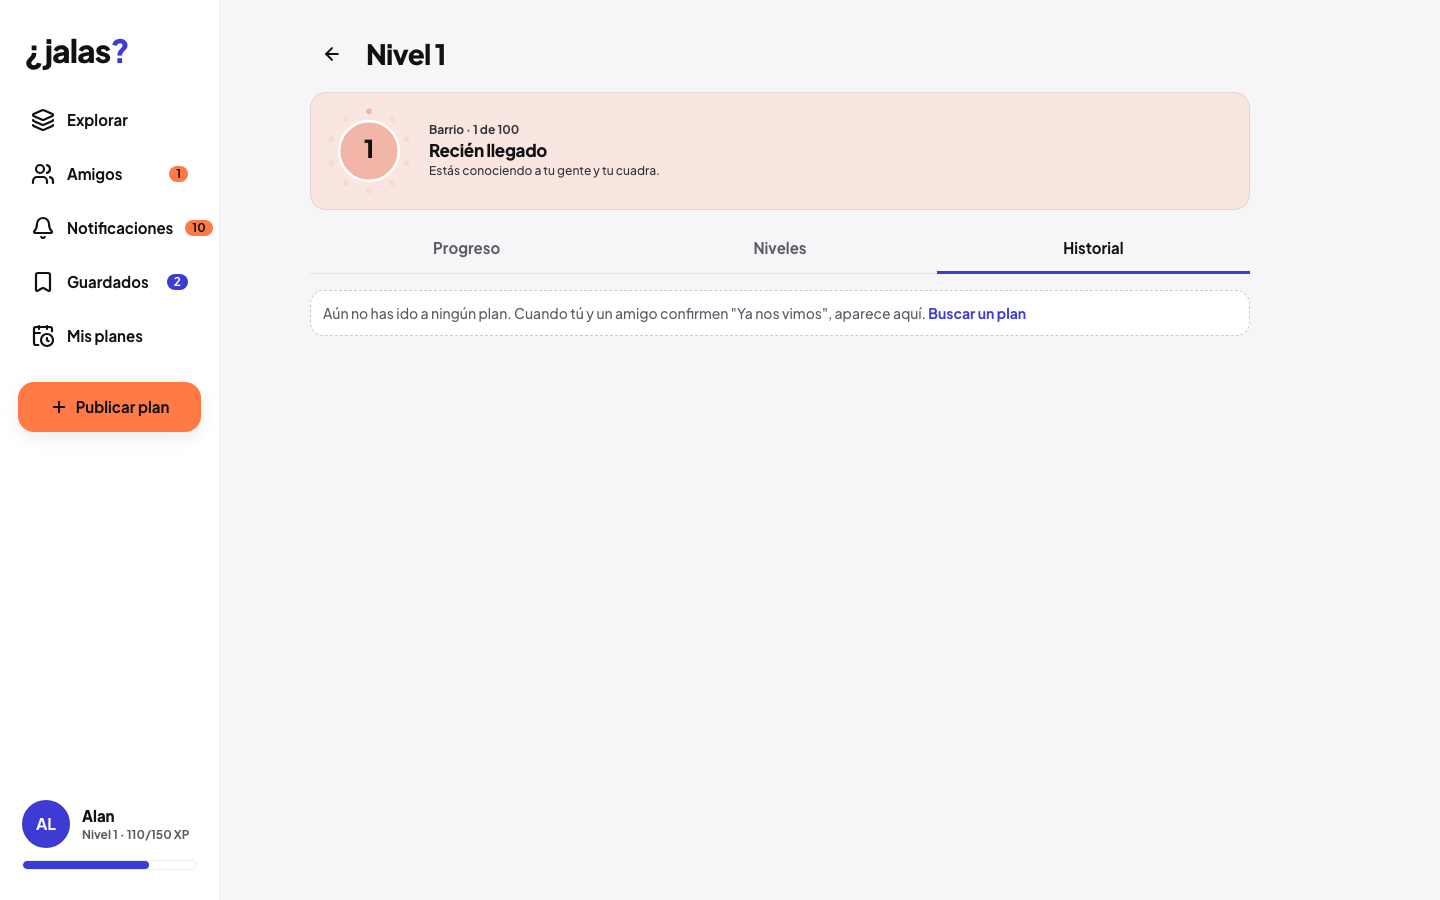 ¿jalas?
Explorar
Amigos 1
Notificaciones 10
Guardados 2
Mis planes
Publicar plan
AL
Alan
Nivel 1 · 110/150 XP
Nivel 1
1
Barrio · 1 de 100
Recién llegado
Estás conociendo a tu gente y tu cuadra.
Progreso Niveles Historial
Aún no has ido a ningún plan. Cuando tú y un amigo confirmen "Ya nos vimos", aparece aquí. Buscar un plan